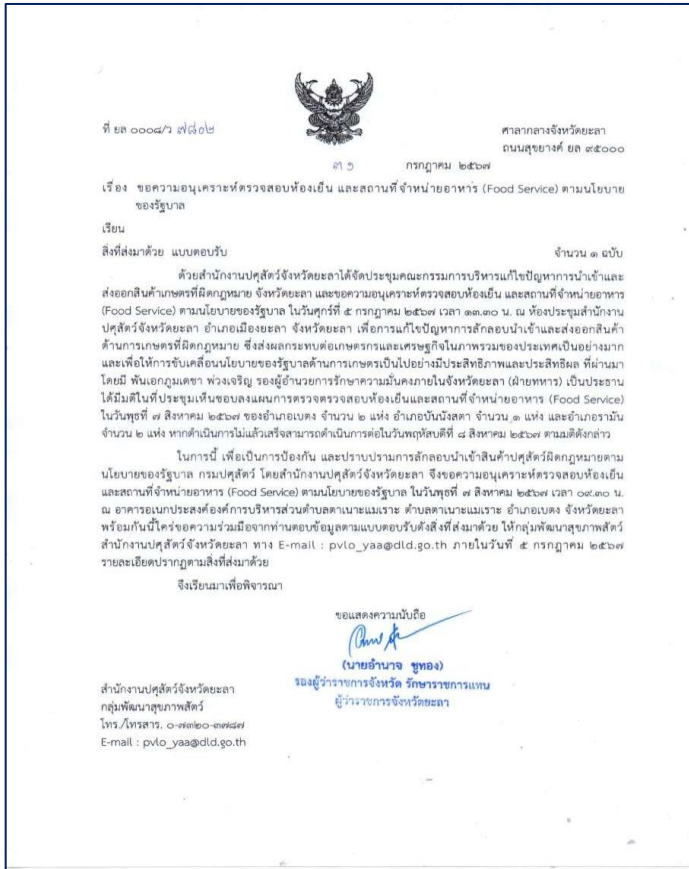 ที่ ยล ๐๐๐๘/ว ๗๘๐๒
ศาลากลางจังหวัดยะลา
ถนนสุขยางค์ ยล ๙๕๐๐๐
๓๑ กรกฎาคม ๒๕๖๗
เรื่อง ขอความอนุเคราะห์ตรวจสอบห้องเย็น และสถานที่จำหน่ายอาหาร (Food Service) ตามนโยบาย
ของรัฐบาล
เรียน
สิ่งที่ส่งมาด้วย แบบตอบรับ จำนวน ๑ ฉบับ
ด้วยสำนักงานปศุสัตว์จังหวัดยะลาได้จัดประชุมคณะกรรมการบริหารแก้ไขปัญหาการนำเข้าและ
ส่งออกสินค้าเกษตรที่ผิดกฎหมาย จังหวัดยะลา และขอความอนุเคราะห์ตรวจสอบห้องเย็น และสถานที่จำหน่ายอาหาร
(Food Service) ตามนโยบายของรัฐบาล ในวันศุกร์ที่ ๕ กรกฎาคม ๒๕๖๗ เวลา ๑๓.๓๐ น. ณ ห้องประชุมสำนักงาน
ปศุสัตว์จังหวัดยะลา อำเภอเมืองยะลา จังหวัดยะลา เพื่อการแก้ไขปัญหาการลักลอบนำเข้าและส่งออกสินค้า
ด้านการเกษตรที่ผิดกฎหมาย ซึ่งส่งผลกระทบต่อเกษตรกรและเศรษฐกิจในภาพรวมของประเทศเป็นอย่างมาก
และเพื่อให้การขับเคลื่อนนโยบายของรัฐบาลด้านการเกษตรเป็นไปอย่างมีประสิทธิภาพและประสิทธิผล ที่ผ่านมา
โดยมี พันเอกภูมเดชา พ่วงเจริญ รองผู้อำนวยการรักษาความมั่นคงภายในจังหวัดยะลา (ฝ่ายทหาร) เป็นประธาน
ได้มีมติในที่ประชุมเห็นชอบลงแผนการตรวจตรวจสอบห้องเย็นและสถานที่จำหน่ายอาหาร (Food Service)
ในวันพุธที่ ๗ สิงหาคม ๒๕๖๗ ของอำเภอเบตง จำนวน ๒ แห่ง อำเภอบันนังสตา จำนวน ๑ แห่ง และอำเภอรามัน
จำนวน ๒ แห่ง หากดำเนินการไม่แล้วเสร็จสามารถดำเนินการต่อในวันพฤหัสบดีที่ ๘ สิงหาคม ๒๕๖๗ ตามมติดังกล่าว
ในการนี้ เพื่อเป็นการป้องกัน และปราบปรามการลักลอบนำเข้าสินค้าปศุสัตว์ผิดกฎหมายตาม
นโยบายของรัฐบาล กรมปศุสัตว์ โดยสำนักงานปศุสัตว์จังหวัดยะลา จึงขอความอนุเคราะห์ตรวจสอบห้องเย็น
และสถานที่จำหน่ายอาหาร (Food Service) ตามนโยบายของรัฐบาล ในวันพุธที่ ๗ สิงหาคม ๒๕๖๗ เวลา ๐๙.๓๐ น.
ณ อาคารอเนกประสงค์องค์การบริหารส่วนตำบลตาเนาะแมเราะ ตำบลตาเนาะแมเราะ อำเภอเบตง จังหวัดยะลา
พร้อมกันนี้ใคร่ขอความร่วมมือจากท่านตอบข้อมูลตามแบบตอบรับดังสิ่งที่ส่งมาด้วย ให้กลุ่มพัฒนาสุขภาพสัตว์
สำนักงานปศุสัตว์จังหวัดยะลา ทาง E-mail : pvlo_yaa@dld.go.th ภายในวันที่ ๕ กรกฎาคม ๒๕๖๗
รายละเอียดปรากฏตามสิ่งที่ส่งมาด้วย
จึงเรียนมาเพื่อพิจารณา
ขอแสดงความนับถือ
(นายอำนาจ ชูทอง)
รองผู้ว่าราชการจังหวัด รักษาราชการแทน
ผู้ว่าราชการจังหวัดยะลา
สำนักงานปศุสัตว์จังหวัดยะลา
กลุ่มพัฒนาสุขภาพสัตว์
โทร./โทรสาร. ๐-๗๓๒๐-๓๗๘๗
E-mail : pvlo_yaa@dld.go.th